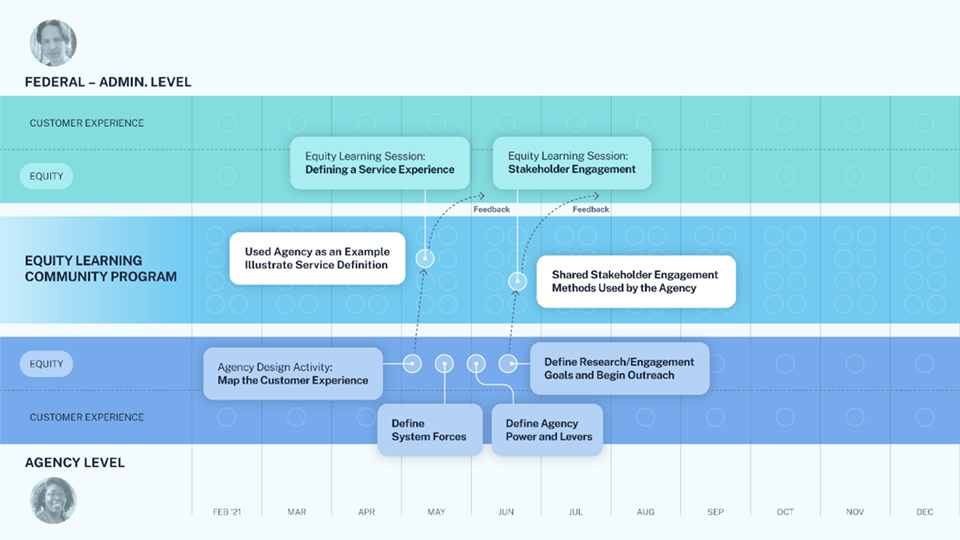 FEDERAL – ADMIN. LEVEL
CUSTOMER EXPERIENCE
Equity Learning Session:
Defining a Service Experience
Equity Learning Session:
Stakeholder Engagement
EQUITY
Feedback
Feedback
EQUITY LEARNING
COMMUNITY PROGRAM
Used Agency as an Example
Illustrate Service Definition
Shared Stakeholder Engagement
Methods Used by the Agency
EQUITY
Agency Design Activity:
Map the Customer Experience
Define Research/Engagement
Goals and Begin Outreach
CUSTOMER EXPERIENCE
Define
System Forces
Define Agency
Power and Levers
AGENCY LEVEL
FEB '21
MAR
APR
MAY
JUN
JUL
AUG
SEP
OCT
NOV
DEC